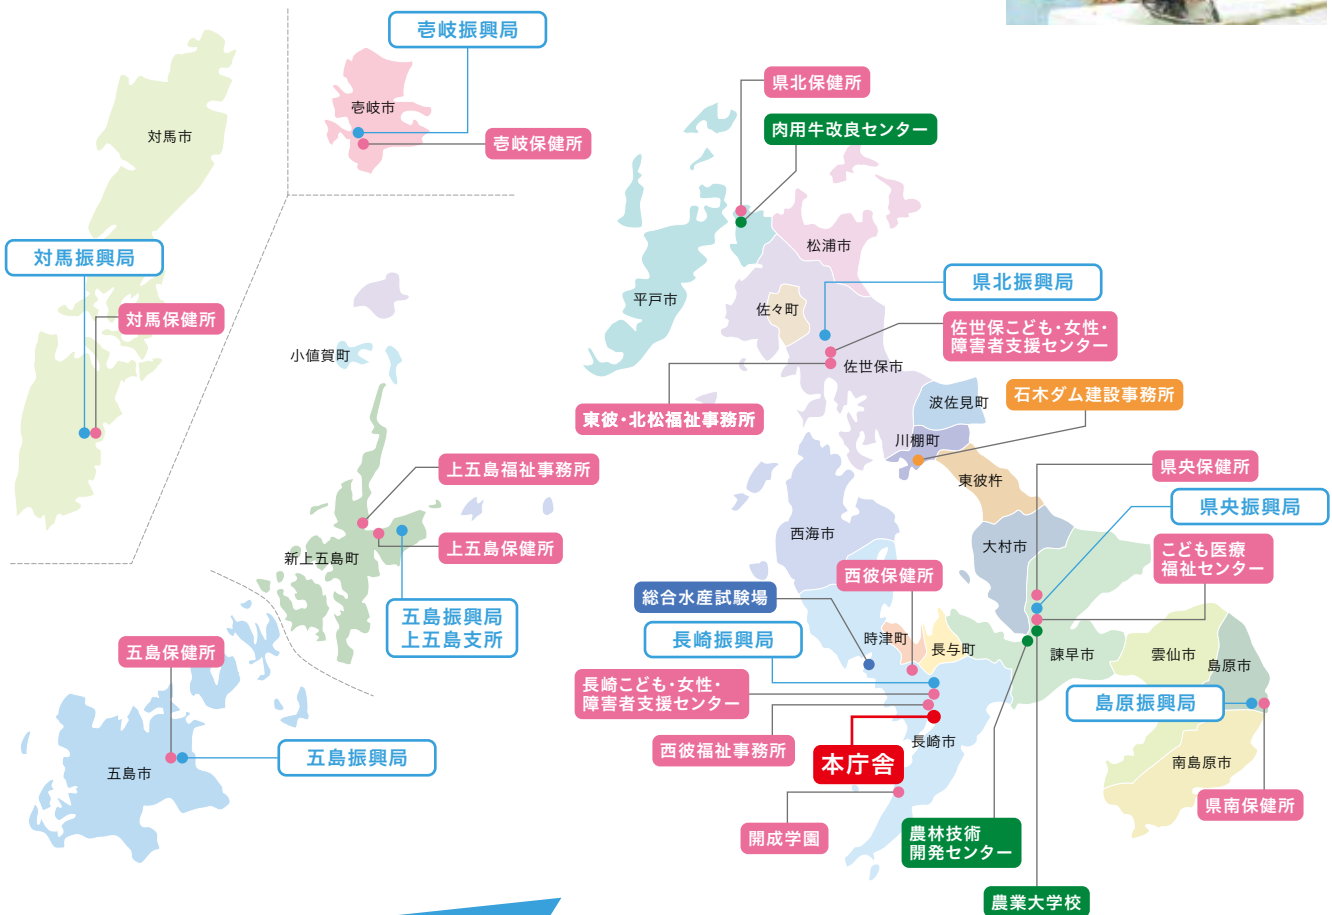 壱岐振興局
壱岐市
壱岐保健所
対馬市
対馬振興局
対馬保健所
小値賀町
上五島福祉事務所
上五島保健所
新上五島町
五島振興局
上五島支所
五島保健所
五島市
五島振興局
県北保健所
肉用牛改良センター
松浦市
平戸市
県北振興局
佐々町
佐世保こども・女性・
障害者支援センター
佐世保市
東彼・北松福祉事務所
波佐見町
石木ダム建設事務所
川棚町
東彼杵
県央保健所
県央振興局
西海市
大村市
こども医療
福祉センター
西彼保健所
総合水産試験場
時津町
長崎振興局
長与町
諫早市
雲仙市
島原市
長崎こども・女性・
障害者支援センター
島原振興局
西彼福祉事務所
長崎市
本庁舎
南島原市
県南保健所
開成学園
農林技術
開発センター
農業大学校